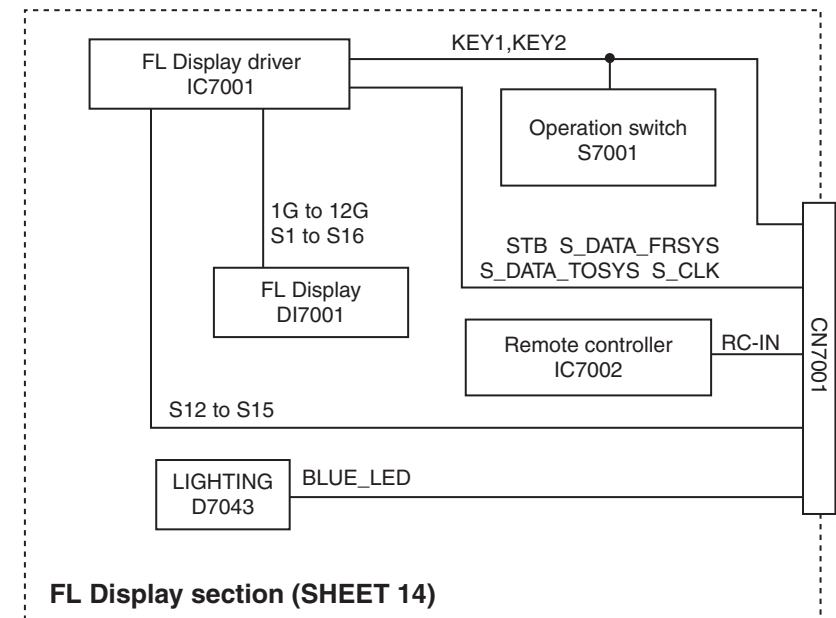 KEY1,KEY2
FL Display driver
IC7001
Operation switch
S7001
1G to 12G
S1 to S16
STB S_DATA_FRSYS
S_DATA_TOSYS S_CLK
FL Display
DI7001
Remote controller
IC7002
RC-IN
CN7001
S12 to S15
LIGHTING
D7043
BLUE_LED
FL Display section (SHEET 14)